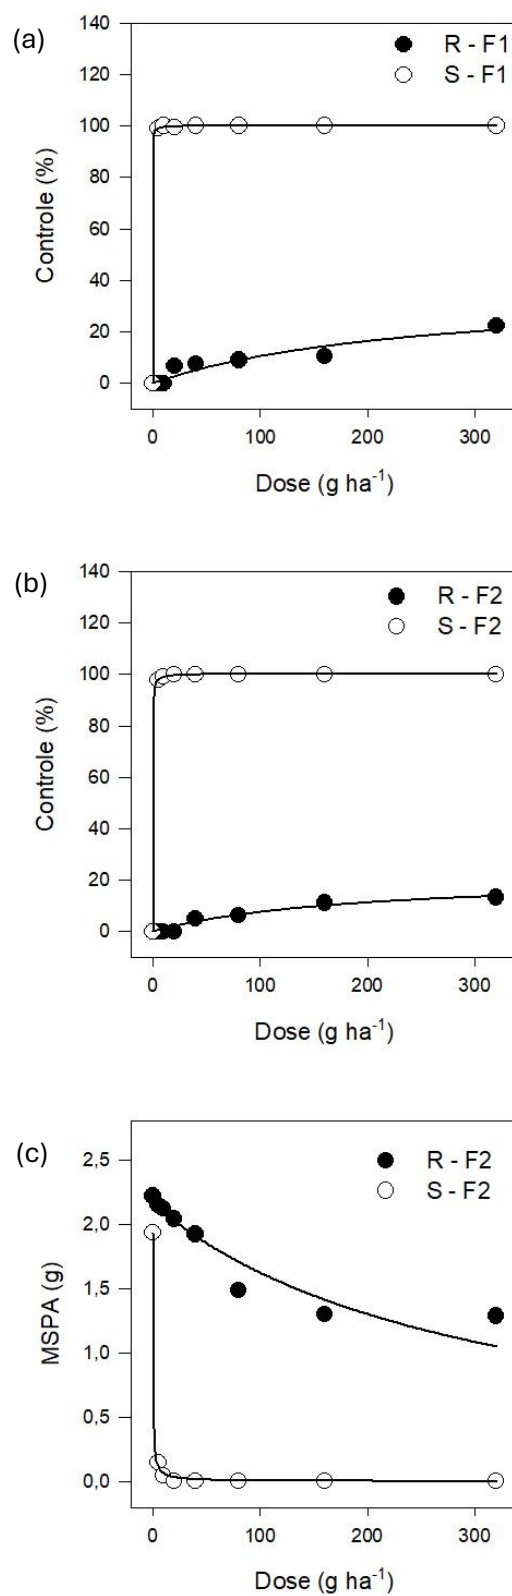 (a)
140
120
100
80
60
40
20
0
Controle (%)
R - F1
S - F1
0 100 200 300
Dose (g ha⁻¹)
(b)
140
120
100
80
60
40
20
0
Controle (%)
R - F2
S - F2
0 100 200 300
Dose (g ha⁻¹)
(c)
2,5
2,0
1,5
1,0
0,5
0,0
MSPA (g)
R - F2
S - F2
0 100 200 300
Dose (g ha⁻¹)